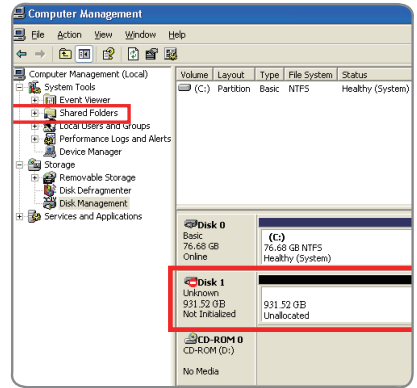 Computer Management
File Action View Window Help
Computer Management (Local)
System Tools
Event Viewer
Shared Folders
Local Users and Groups
Performance Logs and Alerts
Device Manager
Storage
Removable Storage
Disk Defragmenter
Disk Management
Services and Applications
Volume Layout Type File System Status
(C:) Partition Basic NTFS Healthy (System)
Disk 0
Basic
76.68 GB
Online
(C:)
76.68 GB NTFS
Healthy (System)
Disk 1
Unknown
931.52 GB
Not Initialized
931.52 GB
Unallocated
CD-ROM 0
CD-ROM (D:)
No Media